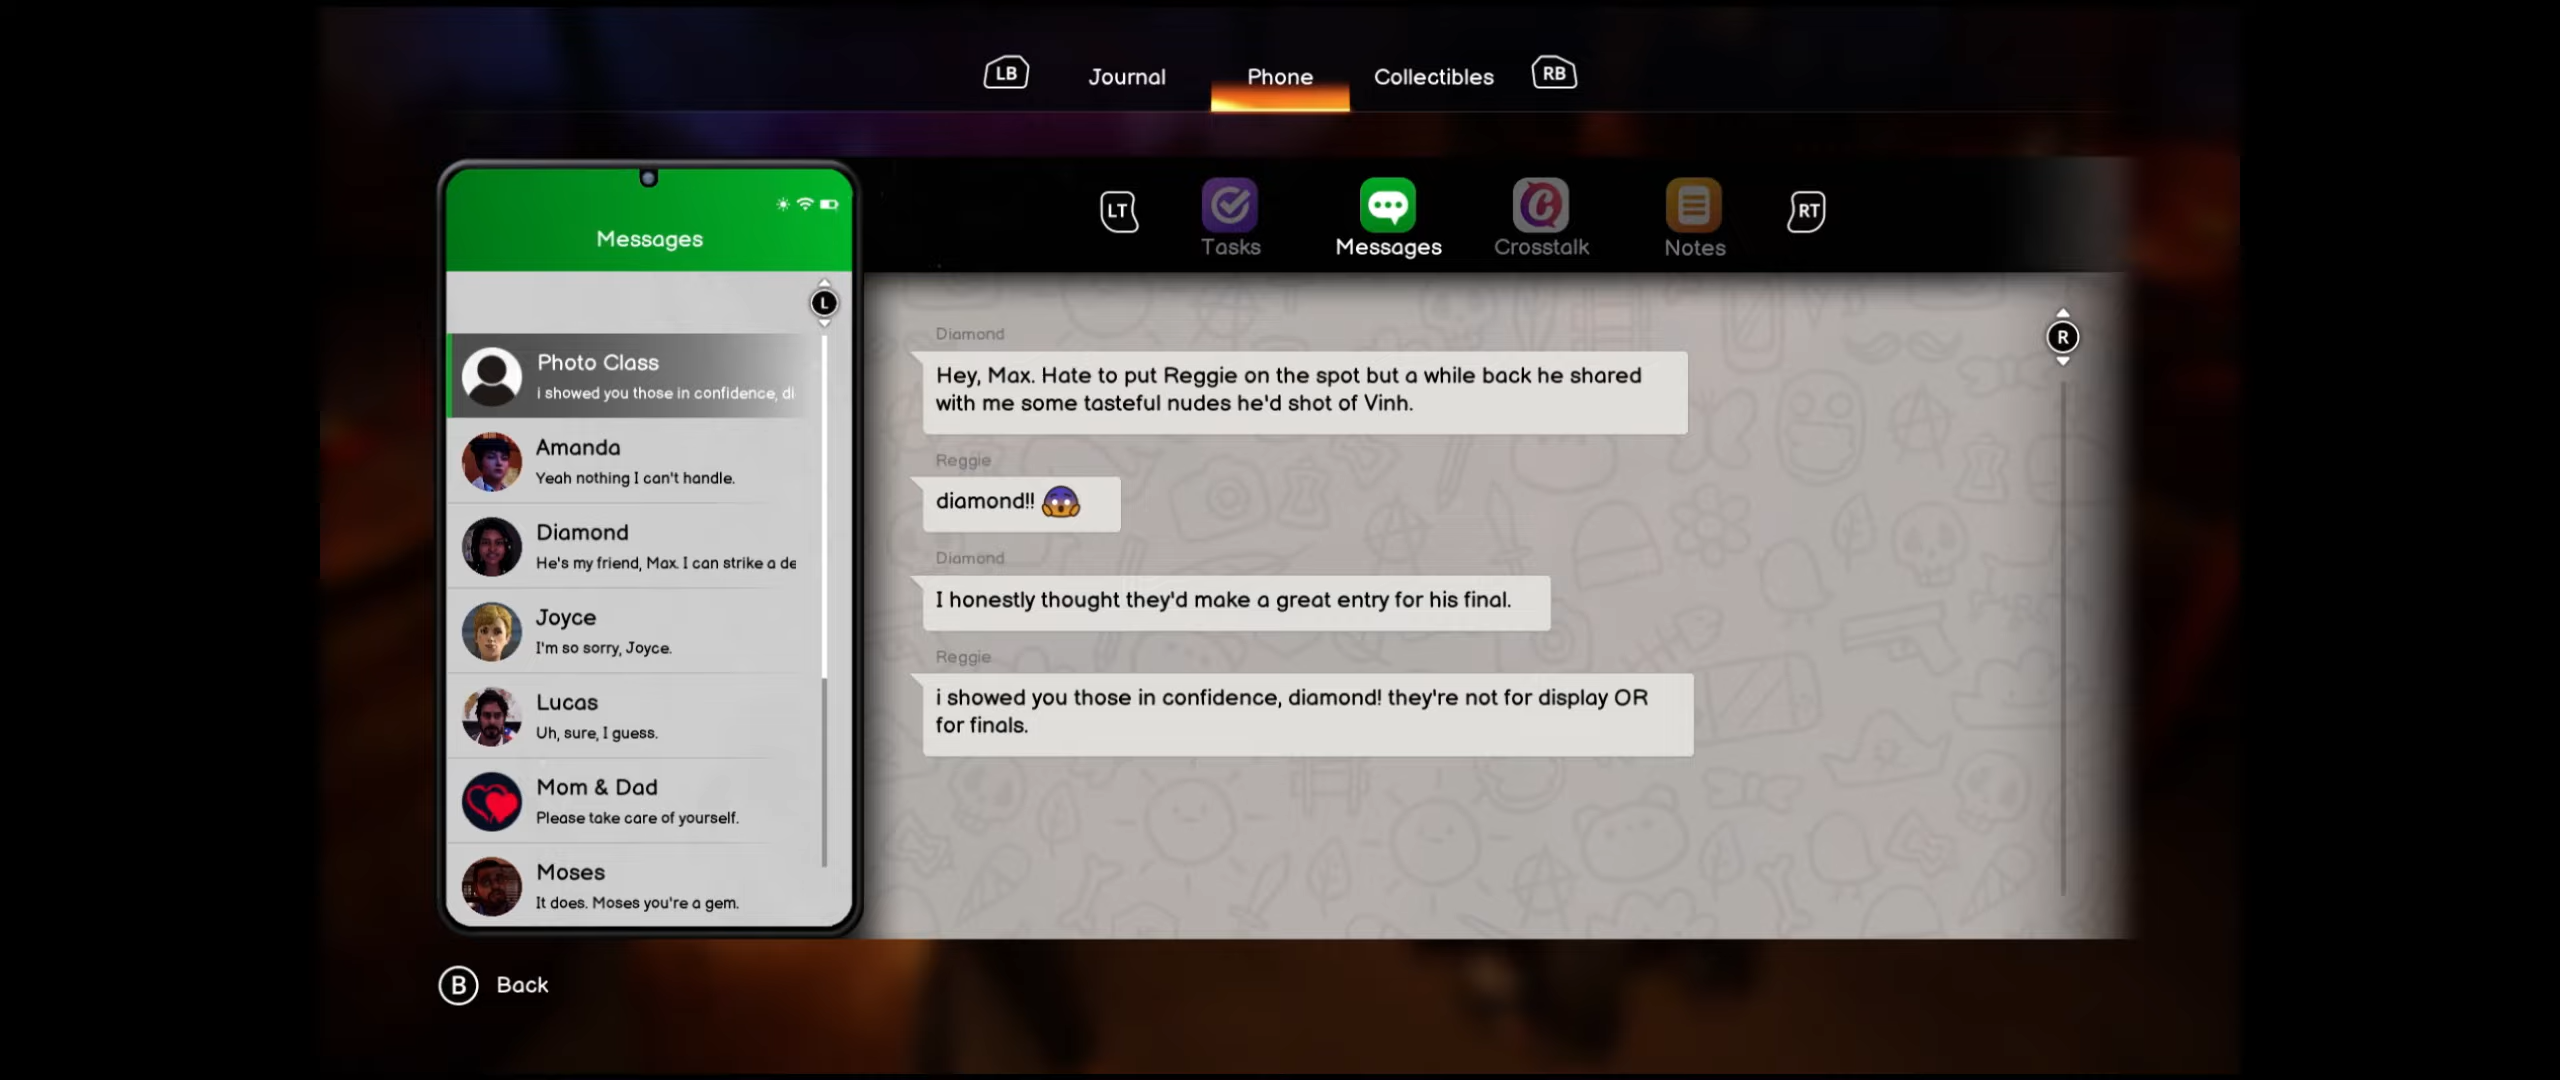 LB
Journal
Phone
Collectibles
RB
Messages
L
Photo Class
i showed you those in confidence, di
Amanda
Yeah nothing I can't handle.
Diamond
He's my friend, Max. I can strike a de
Joyce
I'm so sorry, Joyce.
Lucas
Uh, sure, I guess.
Mom & Dad
Please take care of yourself.
Moses
It does. Moses you're a gem.
LT
Tasks
Messages
Crosstalk
Notes
RT
R
Diamond
Hey, Max. Hate to put Reggie on the spot but a while back he shared
with me some tasteful nudes he'd shot of Vinh.
Reggie
diamond!! 😱
Diamond
I honestly thought they'd make a great entry for his final.
Reggie
i showed you those in confidence, diamond! they're not for display OR
for finals.
B Back